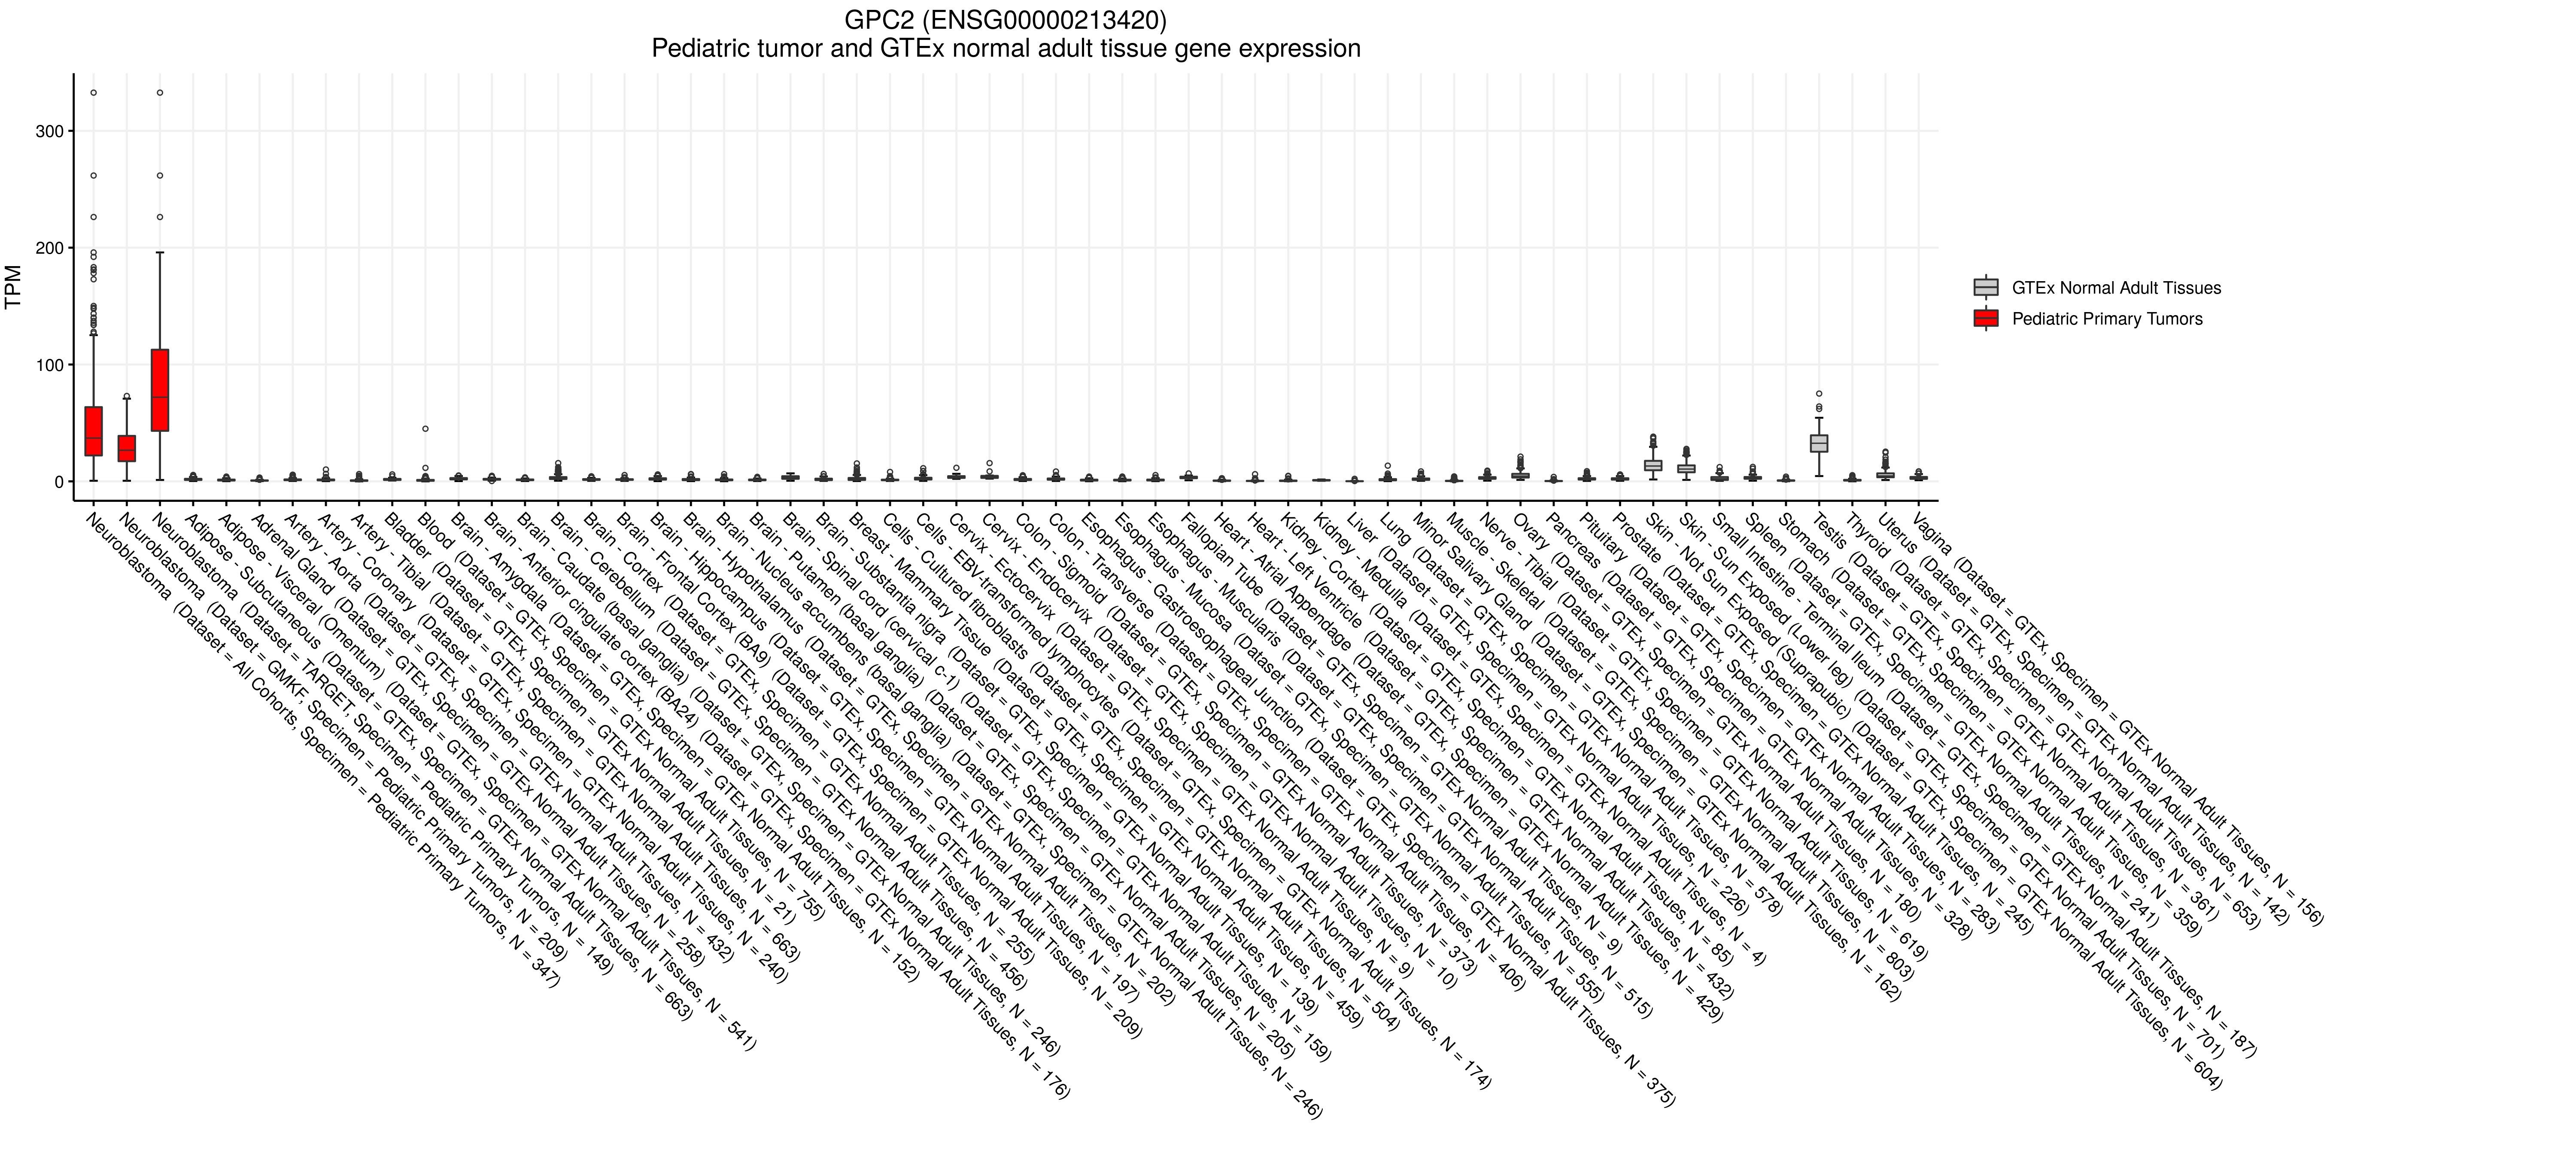 GPC2 (ENSG00000213420)
Pediatric tumor and GTEx normal adult tissue gene expression
TPM
300
200
100
0
GTEx Normal Adult Tissues
Pediatric Primary Tumors
Neuroblastoma (Dataset = All Cohorts, Specimen = Pediatric Primary Tumors, N = 347)
Neuroblastoma (Dataset = GMKF, Specimen = Pediatric Primary Tumors, N = 209)
Neuroblastoma (Dataset = TARGET, Specimen = Pediatric Primary Tumors, N = 149)
Adipose - Subcutaneous (Dataset = GTEx, Specimen = GTEx Normal Adult Tissues, N = 663)
Adipose - Visceral (Omentum) (Dataset = GTEx, Specimen = GTEx Normal Adult Tissues, N = 541)
Adrenal Gland (Dataset = GTEx, Specimen = GTEx Normal Adult Tissues, N = 258)
Artery - Aorta (Dataset = GTEx, Specimen = GTEx Normal Adult Tissues, N = 432)
Artery - Coronary (Dataset = GTEx, Specimen = GTEx Normal Adult Tissues, N = 240)
Artery - Tibial (Dataset = GTEx, Specimen = GTEx Normal Adult Tissues, N = 663)
Bladder (Dataset = GTEx, Specimen = GTEx Normal Adult Tissues, N = 21)
Blood (Dataset = GTEx, Specimen = GTEx Normal Adult Tissues, N = 755)
Brain - Amygdala (Dataset = GTEx, Specimen = GTEx Normal Adult Tissues, N = 152)
Brain - Anterior cingulate cortex (BA24) (Dataset = GTEx, Specimen = GTEx Normal Adult Tissues, N = 176)
Brain - Caudate (basal ganglia) (Dataset = GTEx, Specimen = GTEx Normal Adult Tissues, N = 246)
Brain - Cerebellum (Dataset = GTEx, Specimen = GTEx Normal Adult Tissues, N = 456)
Brain - Cortex (Dataset = GTEx, Specimen = GTEx Normal Adult Tissues, N = 255)
Brain - Frontal Cortex (BA9) (Dataset = GTEx, Specimen = GTEx Normal Adult Tissues, N = 209)
Brain - Hippocampus (Dataset = GTEx, Specimen = GTEx Normal Adult Tissues, N = 197)
Brain - Hypothalamus (Dataset = GTEx, Specimen = GTEx Normal Adult Tissues, N = 202)
Brain - Nucleus accumbens (basal ganglia) (Dataset = GTEx, Specimen = GTEx Normal Adult Tissues, N = 246)
Brain - Putamen (basal ganglia) (Dataset = GTEx, Specimen = GTEx Normal Adult Tissues, N = 205)
Brain - Spinal cord (cervical c-1) (Dataset = GTEx, Specimen = GTEx Normal Adult Tissues, N = 159)
Brain - Substantia nigra (Dataset = GTEx, Specimen = GTEx Normal Adult Tissues, N = 139)
Breast - Mammary Tissue (Dataset = GTEx, Specimen = GTEx Normal Adult Tissues, N = 459)
Cells - Cultured fibroblasts (Dataset = GTEx, Specimen = GTEx Normal Adult Tissues, N = 504)
Cells - EBV-transformed lymphocytes (Dataset = GTEx, Specimen = GTEx Normal Adult Tissues, N = 174)
Cervix - Ectocervix (Dataset = GTEx, Specimen = GTEx Normal Adult Tissues, N = 9)
Cervix - Endocervix (Dataset = GTEx, Specimen = GTEx Normal Adult Tissues, N = 10)
Colon - Sigmoid (Dataset = GTEx, Specimen = GTEx Normal Adult Tissues, N = 373)
Colon - Transverse (Dataset = GTEx, Specimen = GTEx Normal Adult Tissues, N = 406)
Esophagus - Gastroesophageal Junction (Dataset = GTEx, Specimen = GTEx Normal Adult Tissues, N = 375)
Esophagus - Mucosa (Dataset = GTEx, Specimen = GTEx Normal Adult Tissues, N = 555)
Esophagus - Muscularis (Dataset = GTEx, Specimen = GTEx Normal Adult Tissues, N = 515)
Fallopian Tube (Dataset = GTEx, Specimen = GTEx Normal Adult Tissues, N = 9)
Heart - Atrial Appendage (Dataset = GTEx, Specimen = GTEx Normal Adult Tissues, N = 429)
Heart - Left Ventricle (Dataset = GTEx, Specimen = GTEx Normal Adult Tissues, N = 432)
Kidney - Cortex (Dataset = GTEx, Specimen = GTEx Normal Adult Tissues, N = 85)
Kidney - Medulla (Dataset = GTEx, Specimen = GTEx Normal Adult Tissues, N = 4)
Liver (Dataset = GTEx, Specimen = GTEx Normal Adult Tissues, N = 226)
Lung (Dataset = GTEx, Specimen = GTEx Normal Adult Tissues, N = 578)
Minor Salivary Gland (Dataset = GTEx, Specimen = GTEx Normal Adult Tissues, N = 162)
Muscle - Skeletal (Dataset = GTEx, Specimen = GTEx Normal Adult Tissues, N = 803)
Nerve - Tibial (Dataset = GTEx, Specimen = GTEx Normal Adult Tissues, N = 619)
Ovary (Dataset = GTEx, Specimen = GTEx Normal Adult Tissues, N = 180)
Pancreas (Dataset = GTEx, Specimen = GTEx Normal Adult Tissues, N = 328)
Pituitary (Dataset = GTEx, Specimen = GTEx Normal Adult Tissues, N = 283)
Prostate (Dataset = GTEx, Specimen = GTEx Normal Adult Tissues, N = 245)
Skin - Not Sun Exposed (Suprapubic) (Dataset = GTEx, Specimen = GTEx Normal Adult Tissues, N = 604)
Skin - Sun Exposed (Lower leg) (Dataset = GTEx, Specimen = GTEx Normal Adult Tissues, N = 701)
Small Intestine - Terminal Ileum (Dataset = GTEx, Specimen = GTEx Normal Adult Tissues, N = 187)
Spleen (Dataset = GTEx, Specimen = GTEx Normal Adult Tissues, N = 241)
Stomach (Dataset = GTEx, Specimen = GTEx Normal Adult Tissues, N = 359)
Testis (Dataset = GTEx, Specimen = GTEx Normal Adult Tissues, N = 361)
Thyroid (Dataset = GTEx, Specimen = GTEx Normal Adult Tissues, N = 653)
Uterus (Dataset = GTEx, Specimen = GTEx Normal Adult Tissues, N = 142)
Vagina (Dataset = GTEx, Specimen = GTEx Normal Adult Tissues, N = 156)